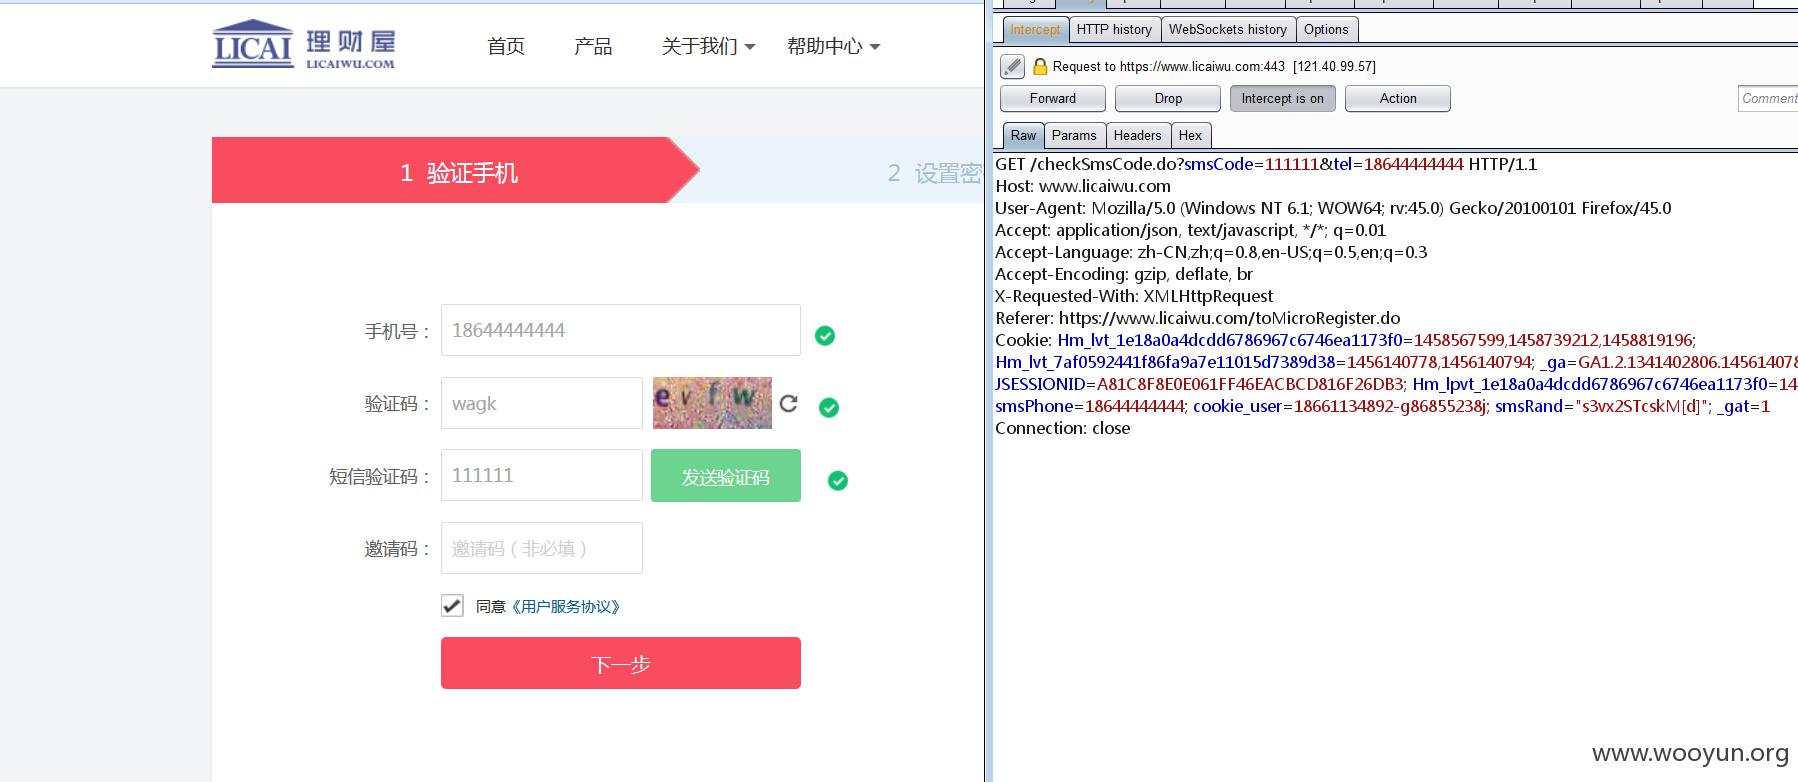 LICAI 理财屋
LICAIWU.COM
首页 产品 关于我们 帮助中心
1 验证手机
2 设置密
手机号：
18644444444
验证码：
wagk
evfw
短信验证码：
111111
发送验证码
邀请码：
邀请码（非必填）
同意《用户服务协议》
下一步
Intercept HTTP history WebSockets history Options
Request to https://www.licaiwu.com:443 [121.40.99.57]
Forward Drop Intercept is on Action Comment
Raw Params Headers Hex
GET /checkSmsCode.do?smsCode=111111&tel=18644444444 HTTP/1.1
Host: www.licaiwu.com
User-Agent: Mozilla/5.0 (Windows NT 6.1; WOW64; rv:45.0) Gecko/20100101 Firefox/45.0
Accept: application/json, text/javascript, */*; q=0.01
Accept-Language: zh-CN,zh;q=0.8,en-US;q=0.5,en;q=0.3
Accept-Encoding: gzip, deflate, br
X-Requested-With: XMLHttpRequest
Referer: https://www.licaiwu.com/toMicroRegister.do
Cookie: Hm_lvt_1e18a0a4dcdd6786967c6746ea1173f0=1458567599,1458739212,1458819196;
Hm_lvt_7af0592441f86fa9a7e11015d7389d38=1456140778,1456140794; _ga=GA1.2.1341402806.145614078
JSESSIONID=A81C8F8E0E061FF46EACBCD816F26DB3; Hm_lpvt_1e18a0a4dcdd6786967c6746ea1173f0=14
smsPhone=18644444444; cookie_user=18661134892-g86855238j; smsRand="s3vx2STcskM[d]"; _gat=1
Connection: close
www.wooyun.org